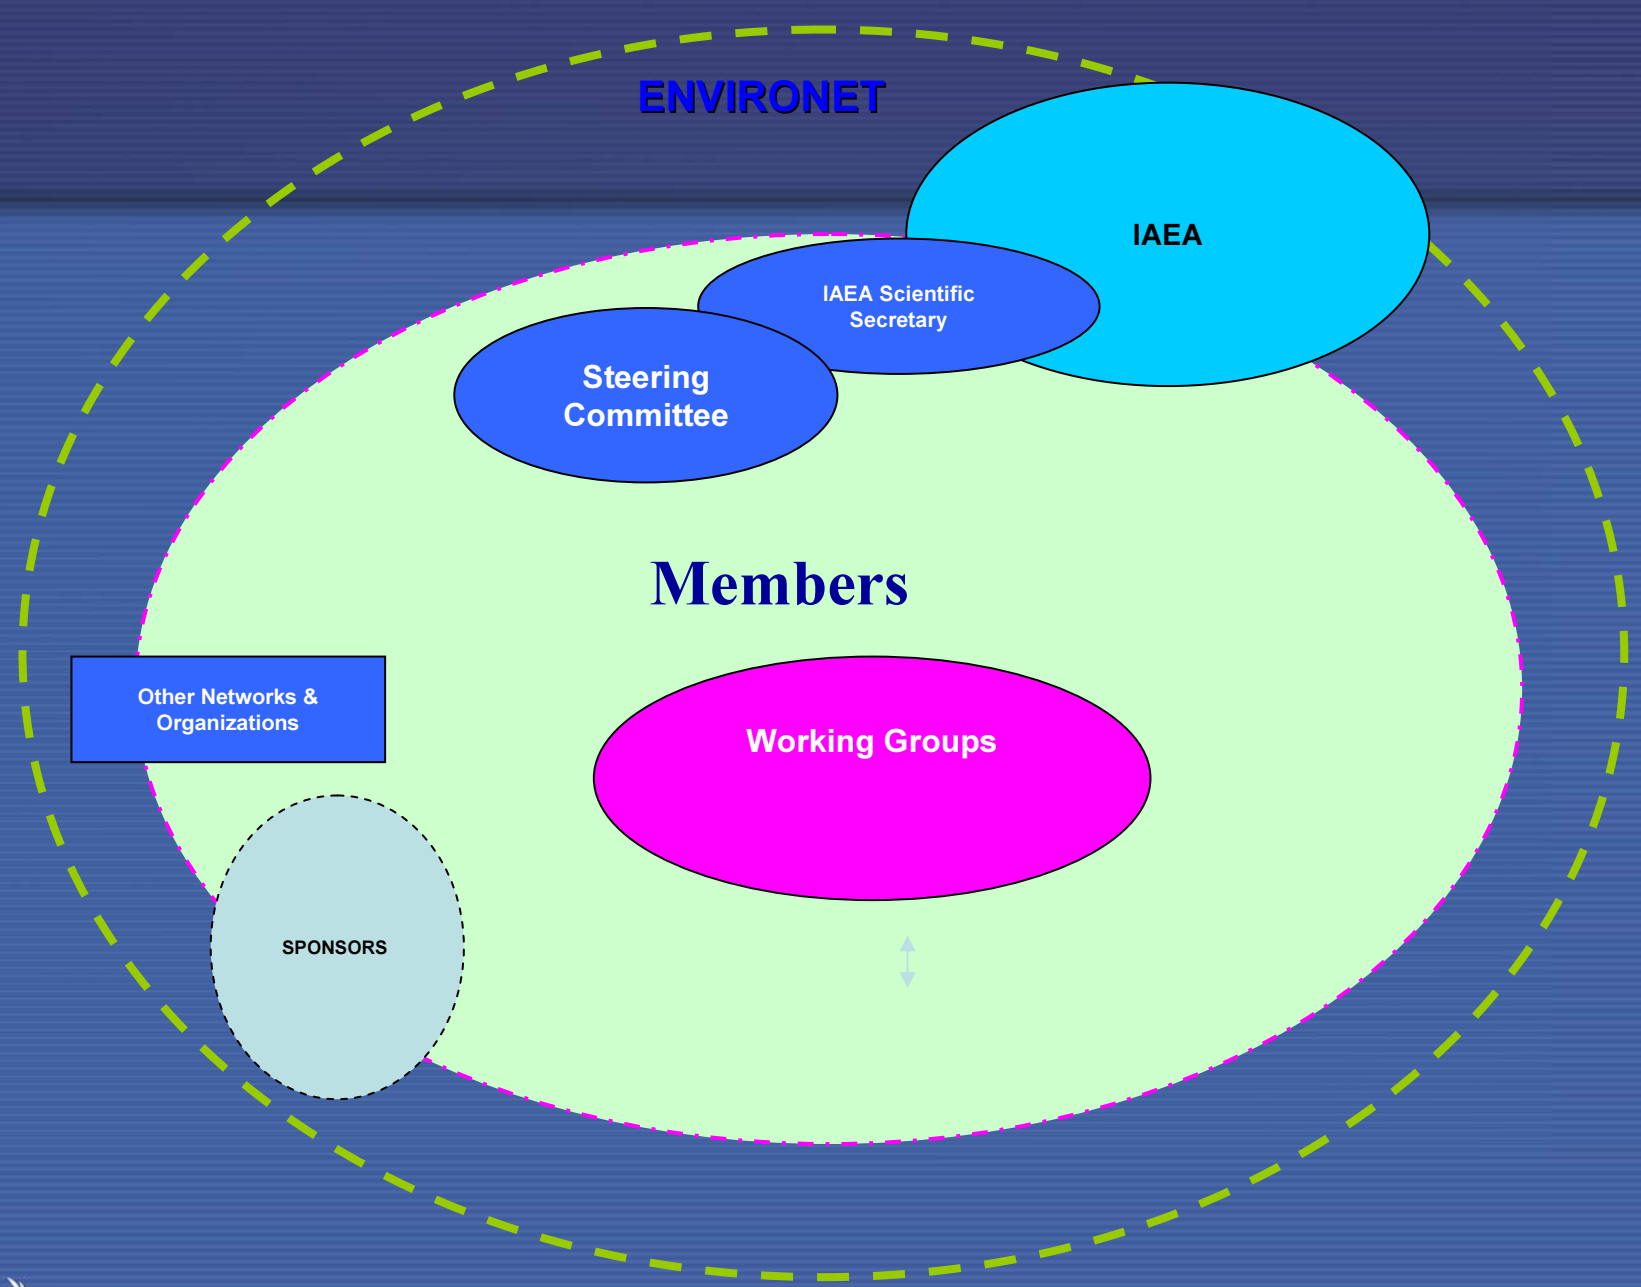 ENVIRONET
IAEA
IAEA Scientific
Secretary
Steering
Committee
Members
Other Networks &
Organizations
Working Groups
SPONSORS